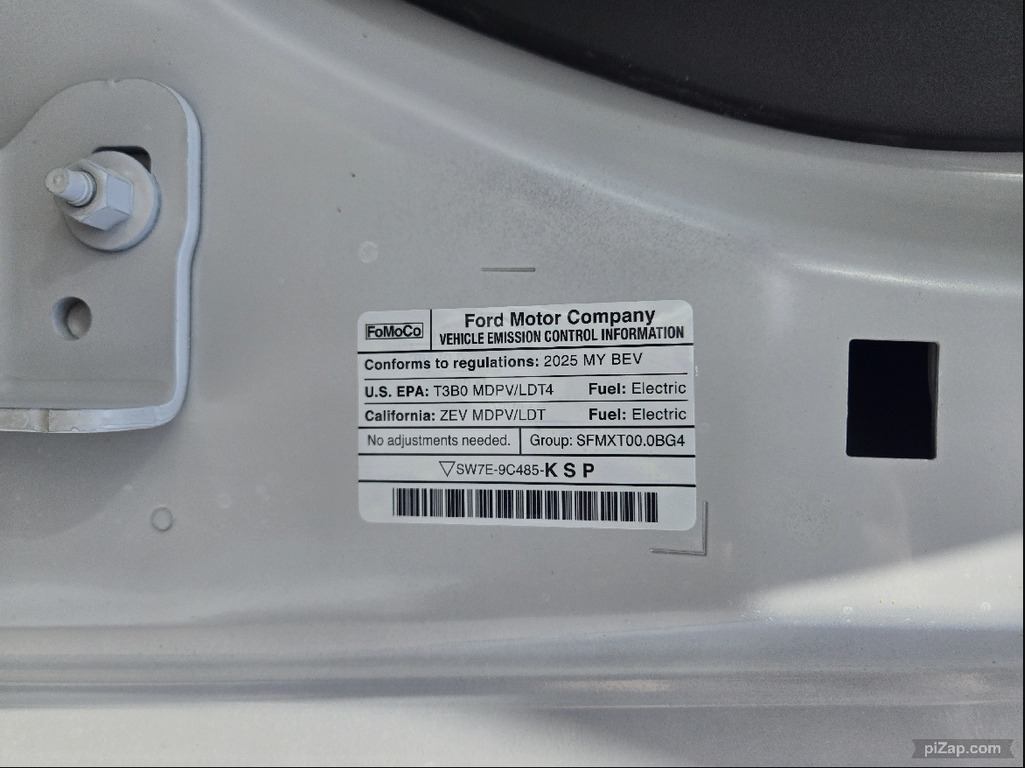 FoMoCo
Ford Motor Company
VEHICLE EMISSION CONTROL INFORMATION
Conforms to regulations: 2025 MY BEV
U.S. EPA: T3B0 MDPV/LDT4 Fuel: Electric
California: ZEV MDPV/LDT Fuel: Electric
No adjustments needed. Group: SFMXT00.0BG4
▽SW7E-9C485-K S P
piZap.com